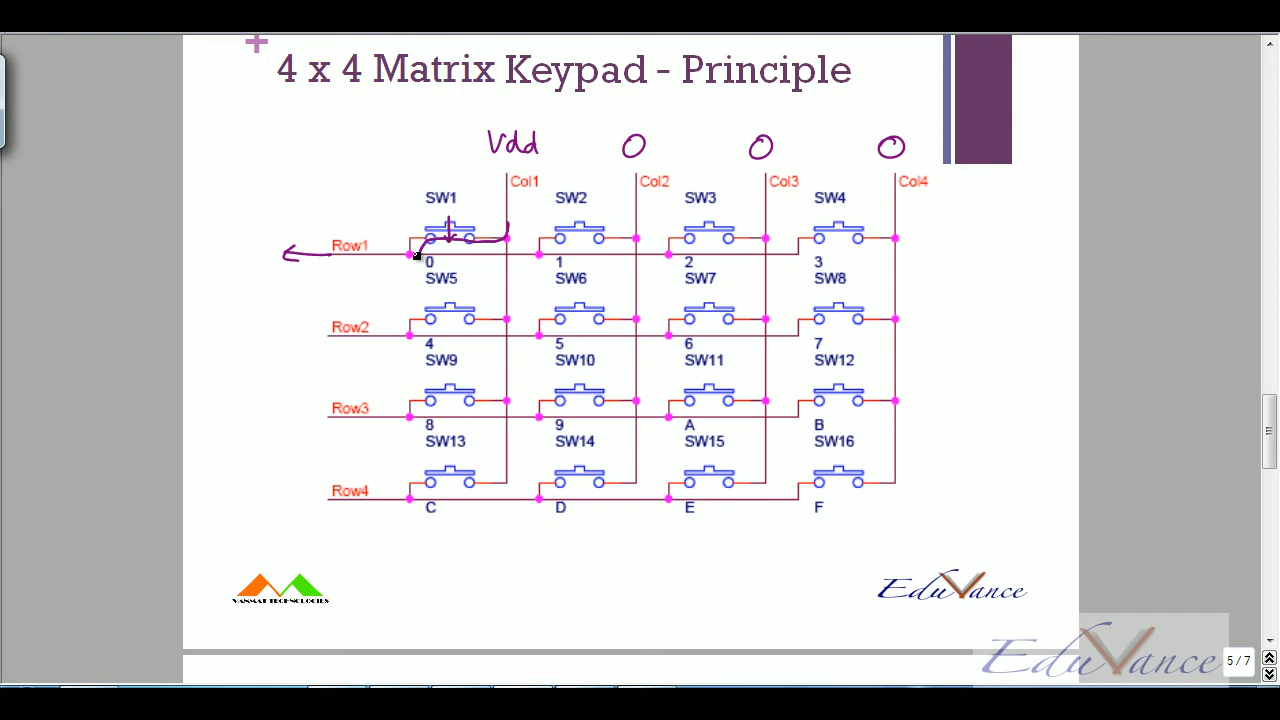 4 x 4 Matrix Keypad - Principle
Vdd 0 0 0
Col1 Col2 Col3 Col4
SW1 SW2 SW3 SW4
Row1
0 1 2 3
SW5 SW6 SW7 SW8
Row2
4 5 6 7
SW9 SW10 SW11 SW12
Row3
8 9 A B
SW13 SW14 SW15 SW16
Row4
C D E F
VANMAT TECHNOLOGIES
EduVance
EduVance
5/7